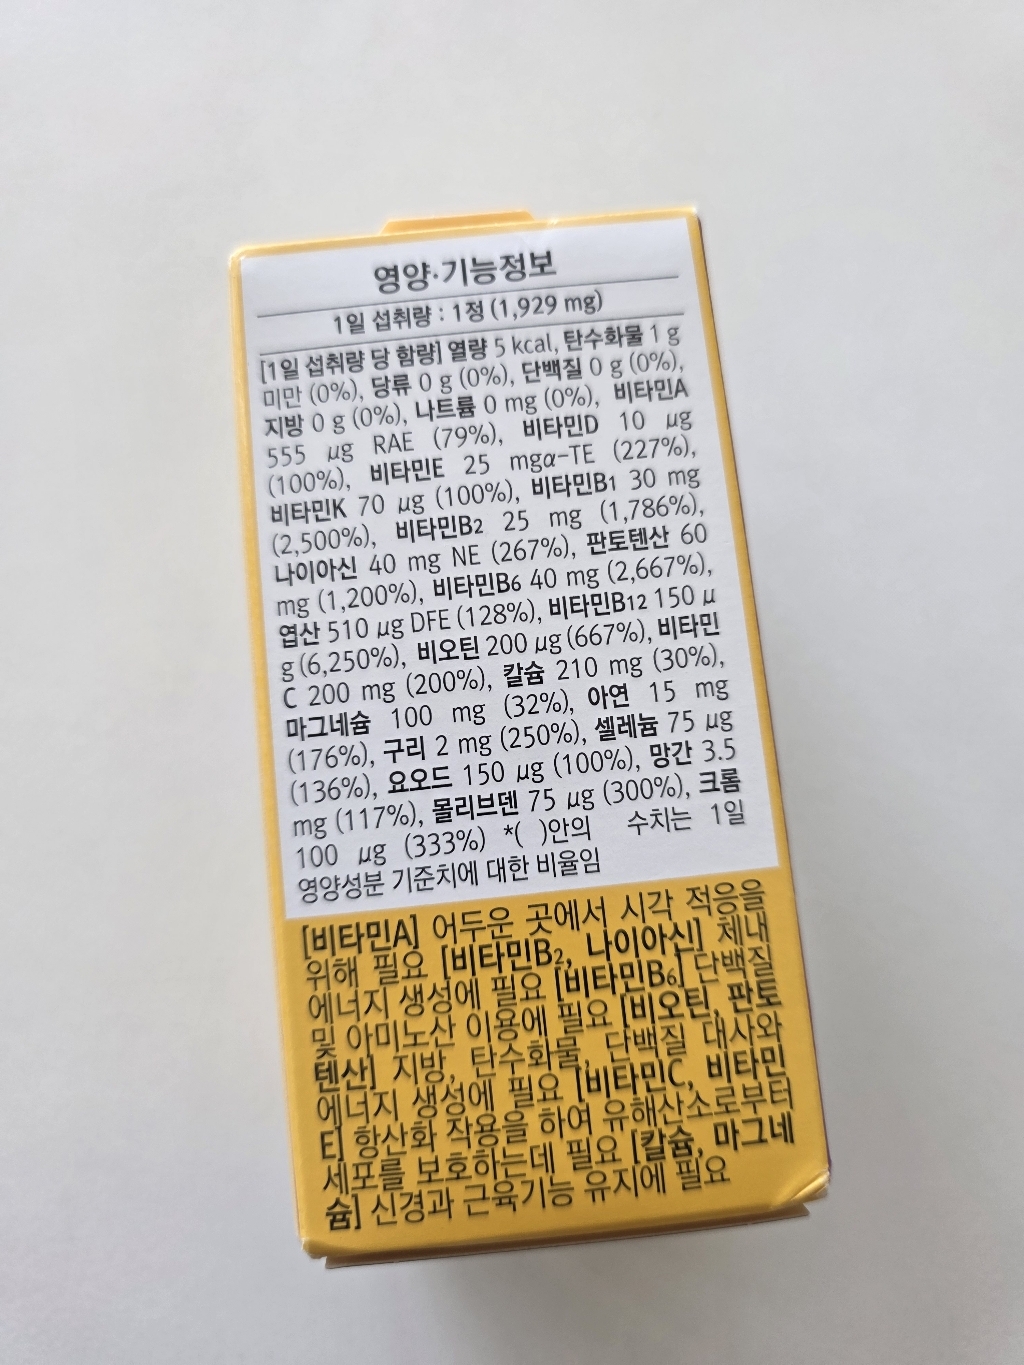 영양·기능정보
1일 섭취량 : 1정 (1,929 mg)
[1일 섭취량 당 함량] 열량 5 kcal, 탄수화물 1 g
미만 (0%), 당류 0 g (0%), 단백질 0 g (0%),
지방 0 g (0%), 나트륨 0 mg (0%), 비타민A
555 μg RAE (79%), 비타민D 10 μg
(100%), 비타민E 25 mgα-TE (227%),
비타민K 70 μg (100%), 비타민B1 30 mg
(2,500%), 비타민B2 25 mg (1,786%),
나이아신 40 mg NE (267%), 판토텐산 60
mg (1,200%), 비타민B6 40 mg (2,667%),
엽산 510 μg DFE (128%), 비타민B12 150 μ
g (6,250%), 비오틴 200 μg (667%), 비타민
C 200 mg (200%), 칼슘 210 mg (30%),
마그네슘 100 mg (32%), 아연 15 mg
(176%), 구리 2 mg (250%), 셀레늄 75 μg
(136%), 요오드 150 μg (100%), 망간 3.5
mg (117%), 몰리브덴 75 μg (300%), 크롬
100 μg (333%) *( )안의 수치는 1일
영양성분 기준치에 대한 비율임
[비타민A] 어두운 곳에서 시각 적응을
위해 필요 [비타민B2, 나이아신] 체내
에너지 생성에 필요 [비타민B6] 단백질
및 아미노산 이용에 필요 [비오틴, 판토
텐산] 지방, 탄수화물, 단백질 대사와
에너지 생성에 필요 [비타민C, 비타민
E] 항산화 작용을 하여 유해산소로부터
세포를 보호하는데 필요 [칼슘, 마그네
슘] 신경과 근육기능 유지에 필요